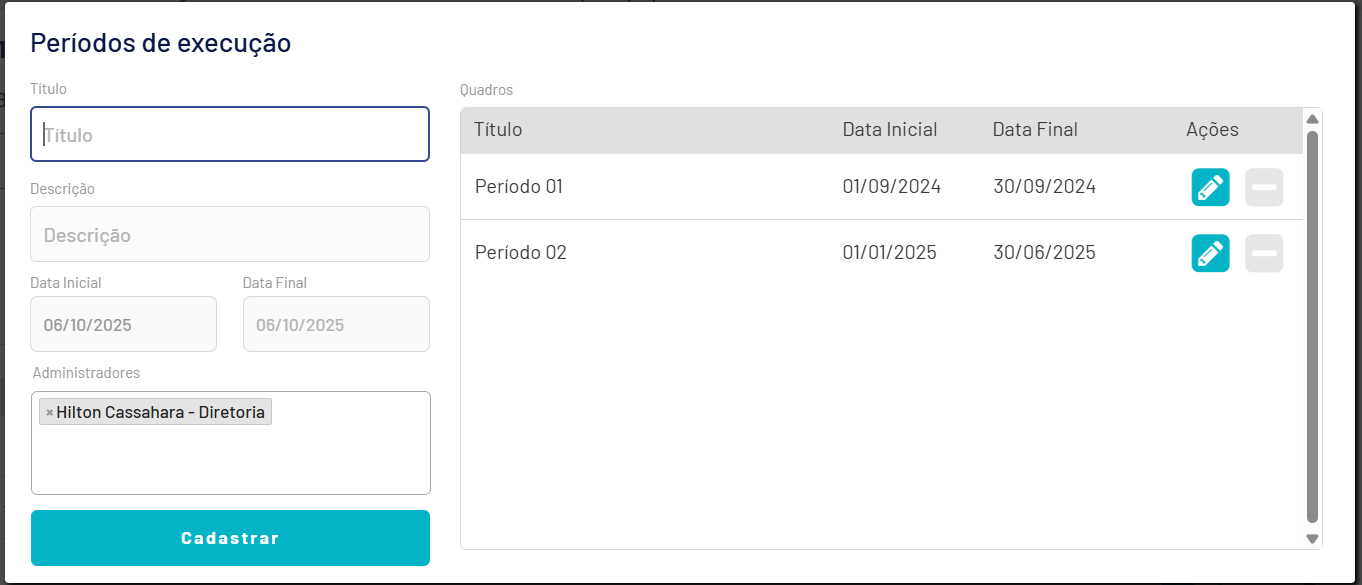 Períodos de execução
Título
Título
Descrição
Descrição
Data Inicial Data Final
06/10/2025 06/10/2025
Administradores
× Hilton Cassahara - Diretoria
Cadastrar
Quadros
Título Data Inicial Data Final Ações
Período 01 01/09/2024 30/09/2024
Período 02 01/01/2025 30/06/2025